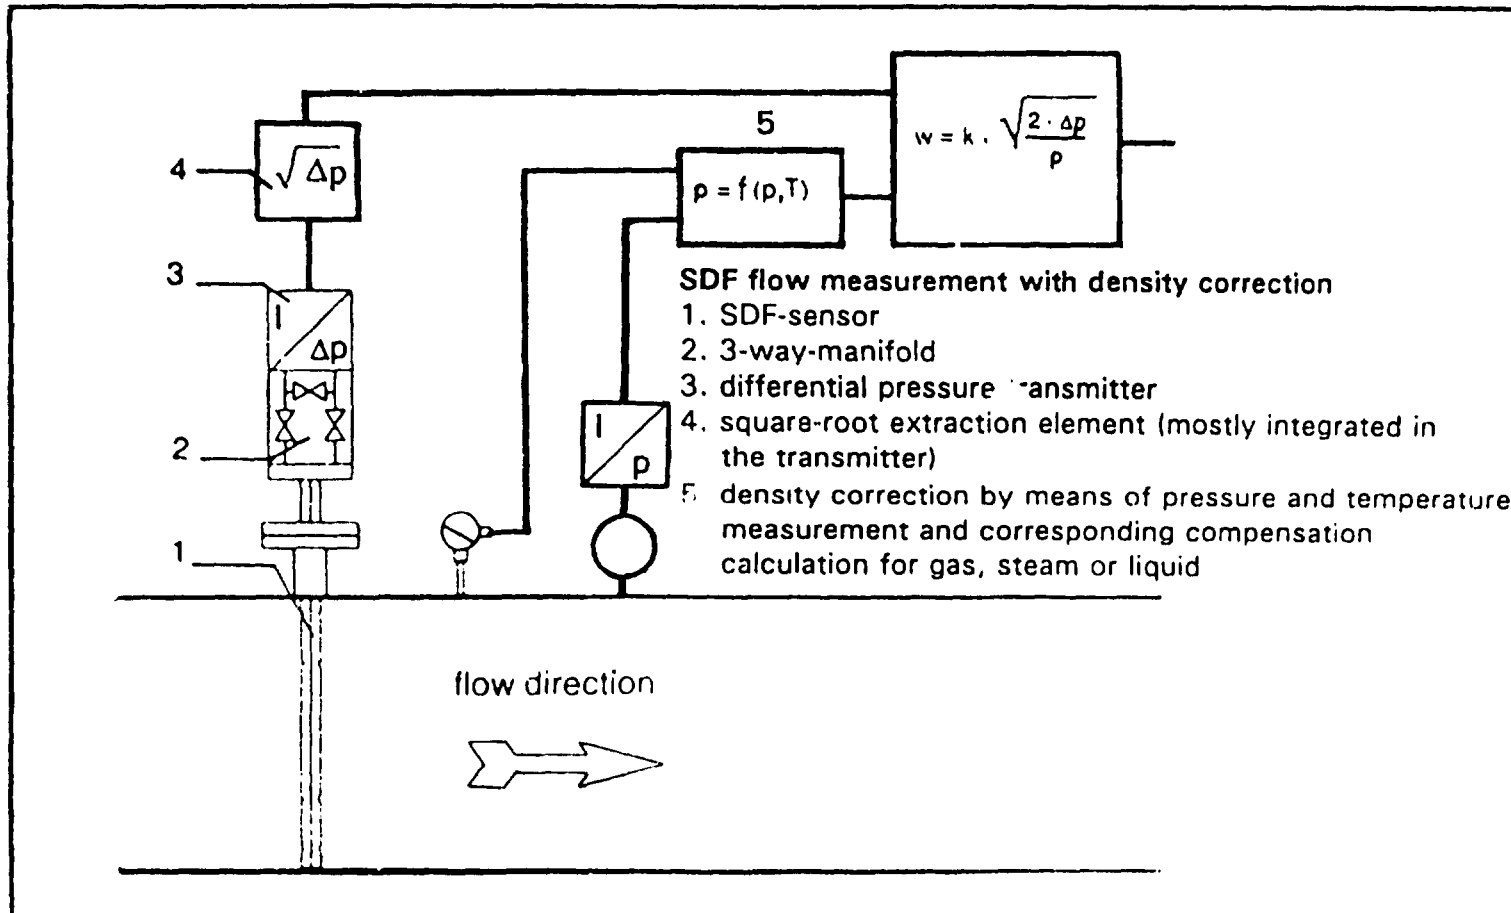 5
w = k . √(2 · Δp / ρ)
4
√Δp
ρ = f (p,T)
3
I
Δp
SDF flow measurement with density correction
1. SDF-sensor
2. 3-way-manifold
3. differential pressure ansmitter
4. square-root extraction element (mostly integrated in
the transmitter)
5 density correction by means of pressure and temperature
measurement and corresponding compensation
calculation for gas, steam or liquid
2
I
p
1
flow direction